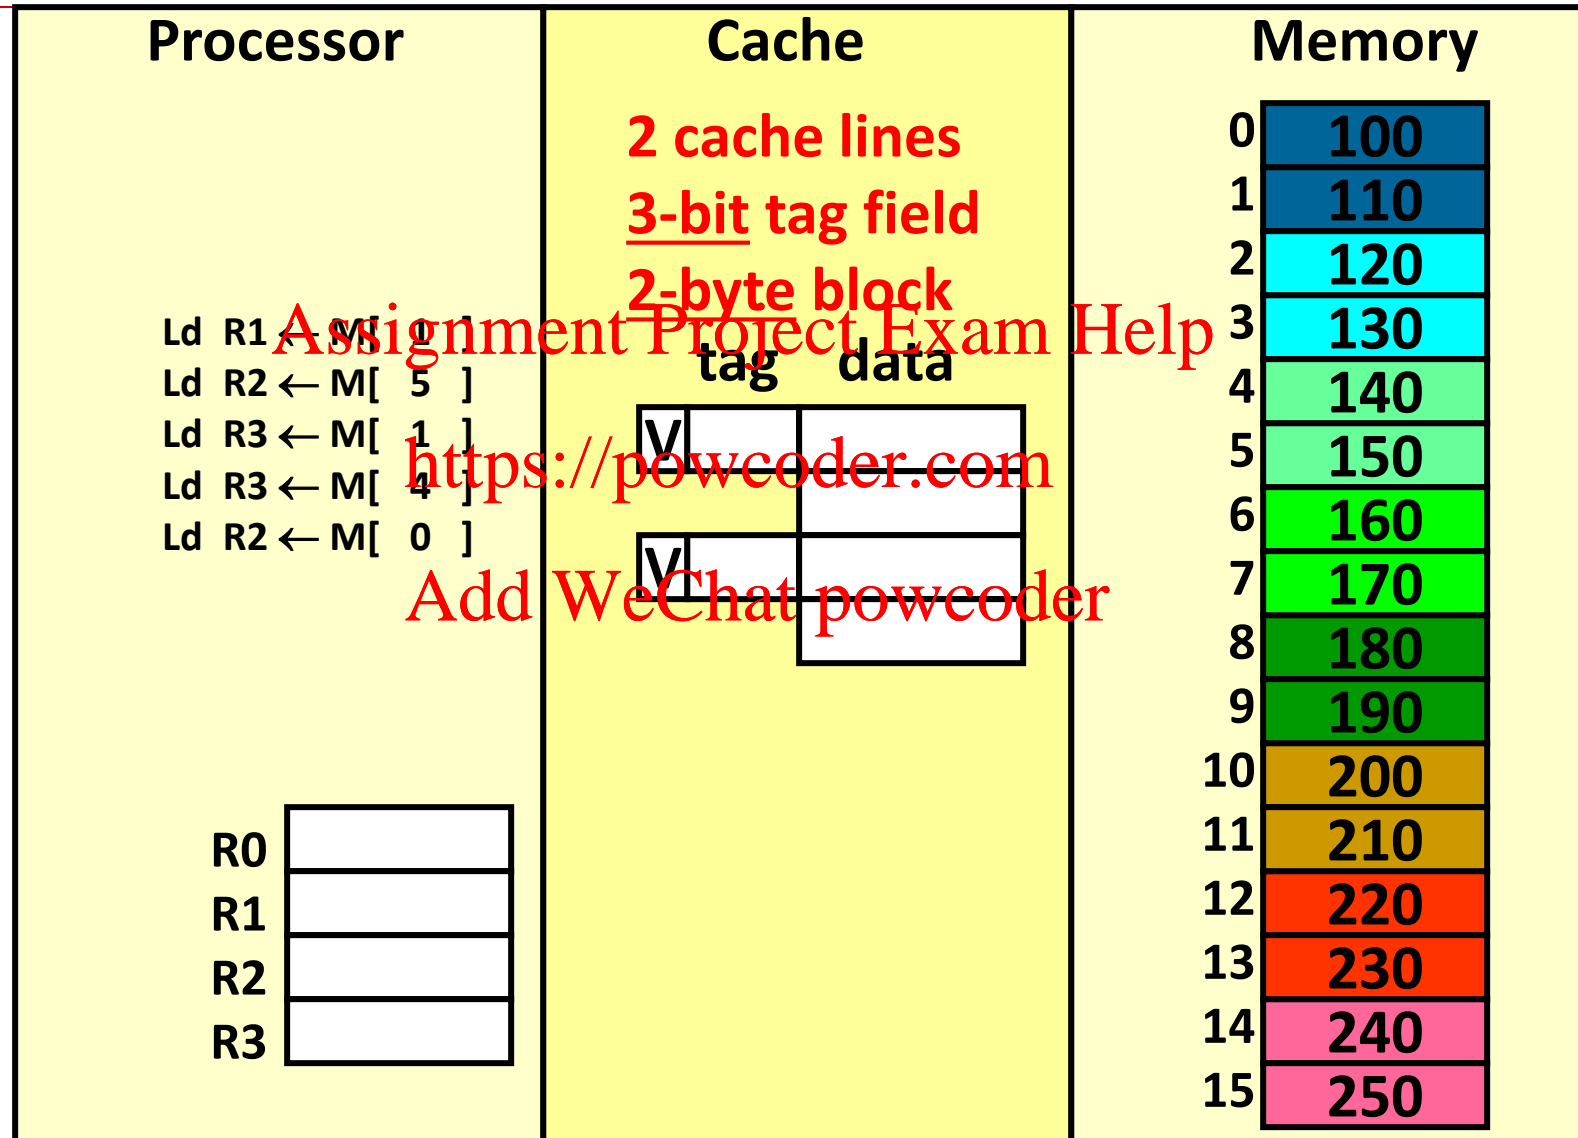 Processor
Cache
Memory
2 cache lines
3-bit tag field
2-byte block
Assignment Project Exam Help
https://powcoder.com
Add WeChat powcoder
Ld R1 ← M[ 1 ]
Ld R2 ← M[ 5 ]
Ld R3 ← M[ 1 ]
Ld R3 ← M[ 4 ]
Ld R2 ← M[ 0 ]
tag data
V
V
R0
R1
R2
R3
0 100
1 110
2 120
3 130
4 140
5 150
6 160
7 170
8 180
9 190
10 200
11 210
12 220
13 230
14 240
15 250